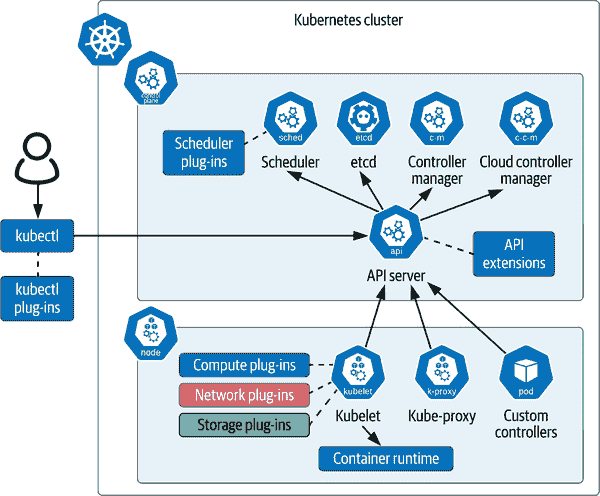 Kubernetes cluster
control
plane
Scheduler
plug-ins
sched
Scheduler
etcd
etcd
c-m
Controller
manager
c-c-m
Cloud controller
manager
kubectl
kubectl
plug-ins
api
API server
API
extensions
node
Compute plug-ins
Network plug-ins
Storage plug-ins
kubelet
Kubelet
k-proxy
Kube-proxy
pod
Custom
controllers
Container runtime